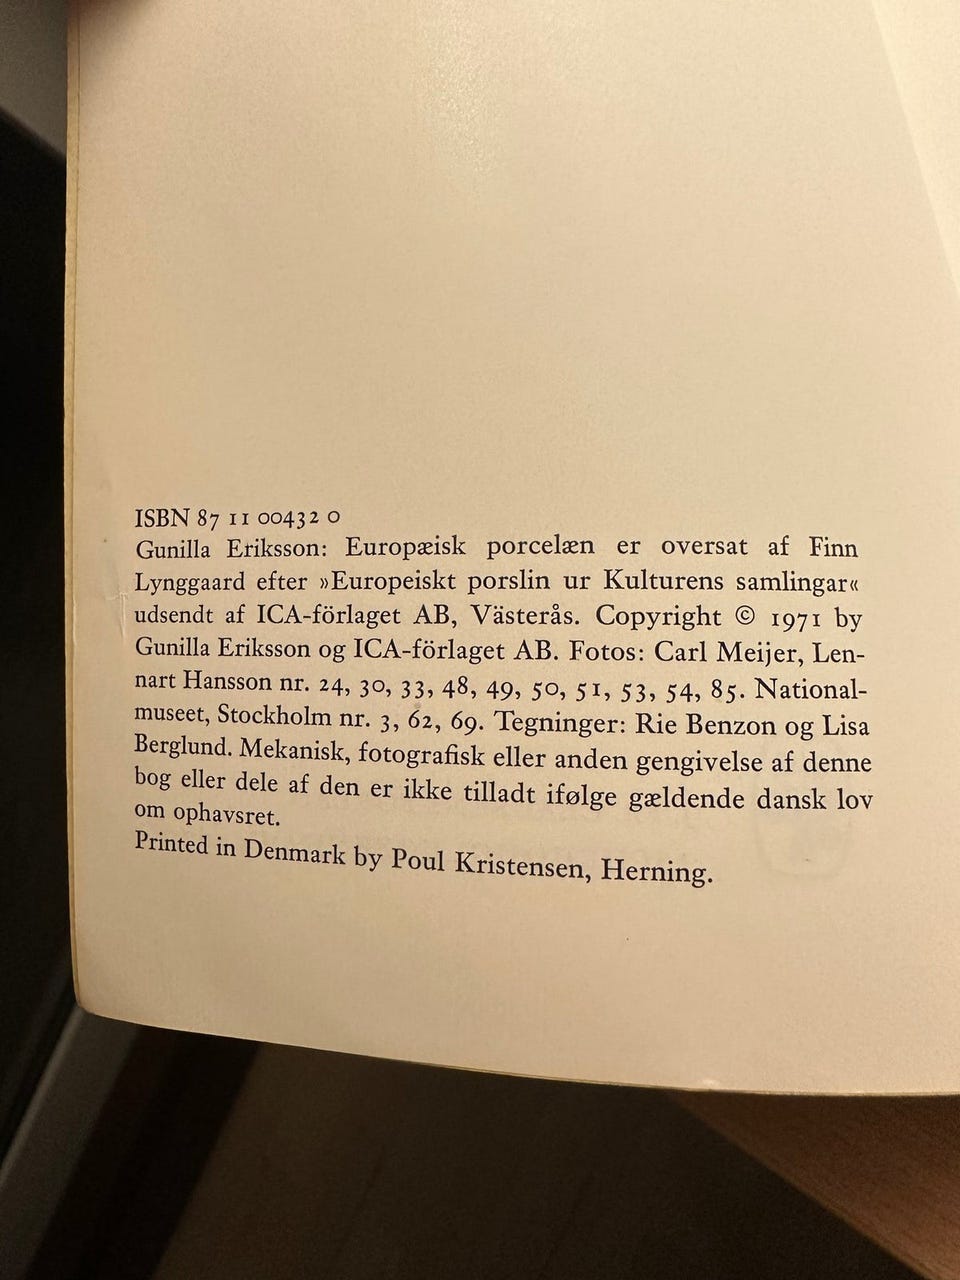 ISBN 87 11 00432 0
Gunilla Eriksson: Europæisk porcelæn er oversat af Finn
Lynggaard efter »Europeiskt porslin ur Kulturens samlingar«
udsendt af ICA-förlaget AB, Västerås. Copyright © 1971 by
Gunilla Eriksson og ICA-förlaget AB. Fotos: Carl Meijer, Len-
nart Hansson nr. 24, 30, 33, 48, 49, 50, 51, 53, 54, 85. National-
museet, Stockholm nr. 3, 62, 69. Tegninger: Rie Benzon og Lisa
Berglund. Mekanisk, fotografisk eller anden gengivelse af denne
bog eller dele af den er ikke tilladt ifølge gældende dansk lov
om ophavsret.
Printed in Denmark by Poul Kristensen, Herning.